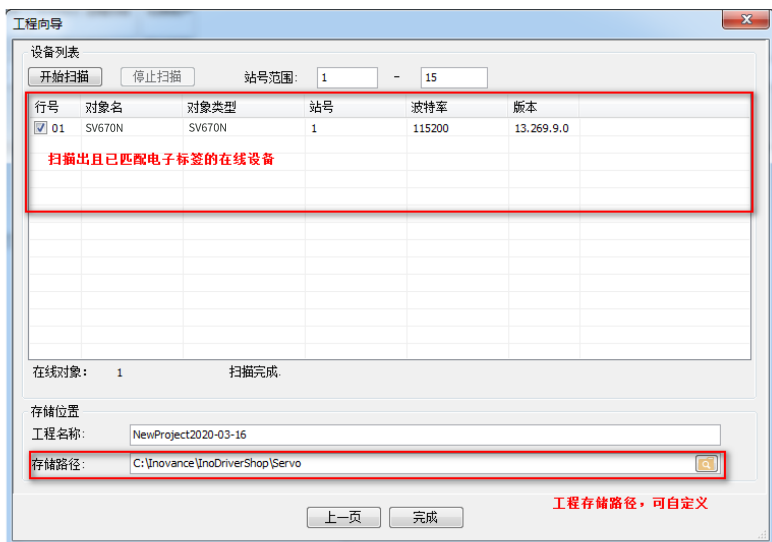 工程向导
设备列表
开始扫描 停止扫描 站号范围: 1 - 15
行号 对象名 对象类型 站号 波特率 版本
01 SV670N SV670N 1 115200 13.269.9.0
扫描出且已匹配电子标签的在线设备
在线对象: 1 扫描完成.
存储位置
工程名称: NewProject2020-03-16
存储路径: C:\Inovance\InoDriverShop\Servo
工程存储路径，可自定义
上一页 完成